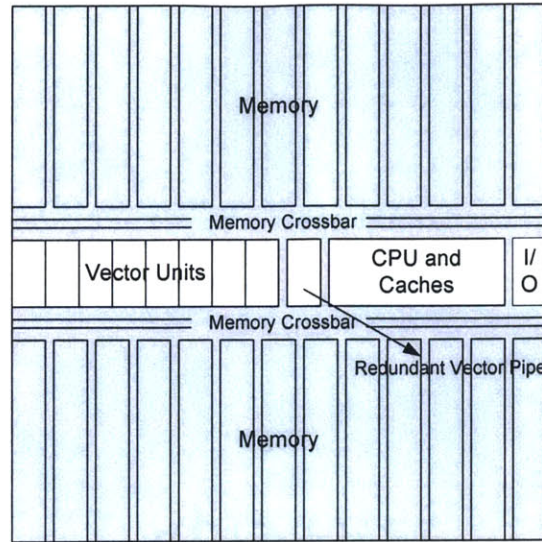 Memory
Memory Crossbar
Vector Units
CPU and
Caches
I/
O
Memory Crossbar
Redundant Vector Pipe
Memory